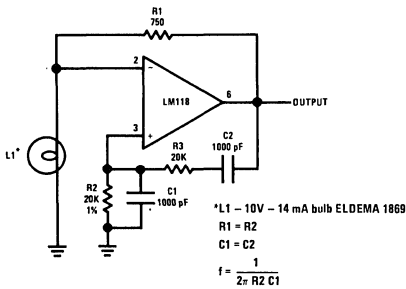 R1
750
2
−
LM118
6
OUTPUT
3
+
L1*
R3
20K
C2
1000 pF
R2
20K
1%
C1
1000 pF
*L1 – 10V – 14 mA bulb ELDEMA 1869
R1 = R2
C1 = C2
f = 1
2π R2 C1